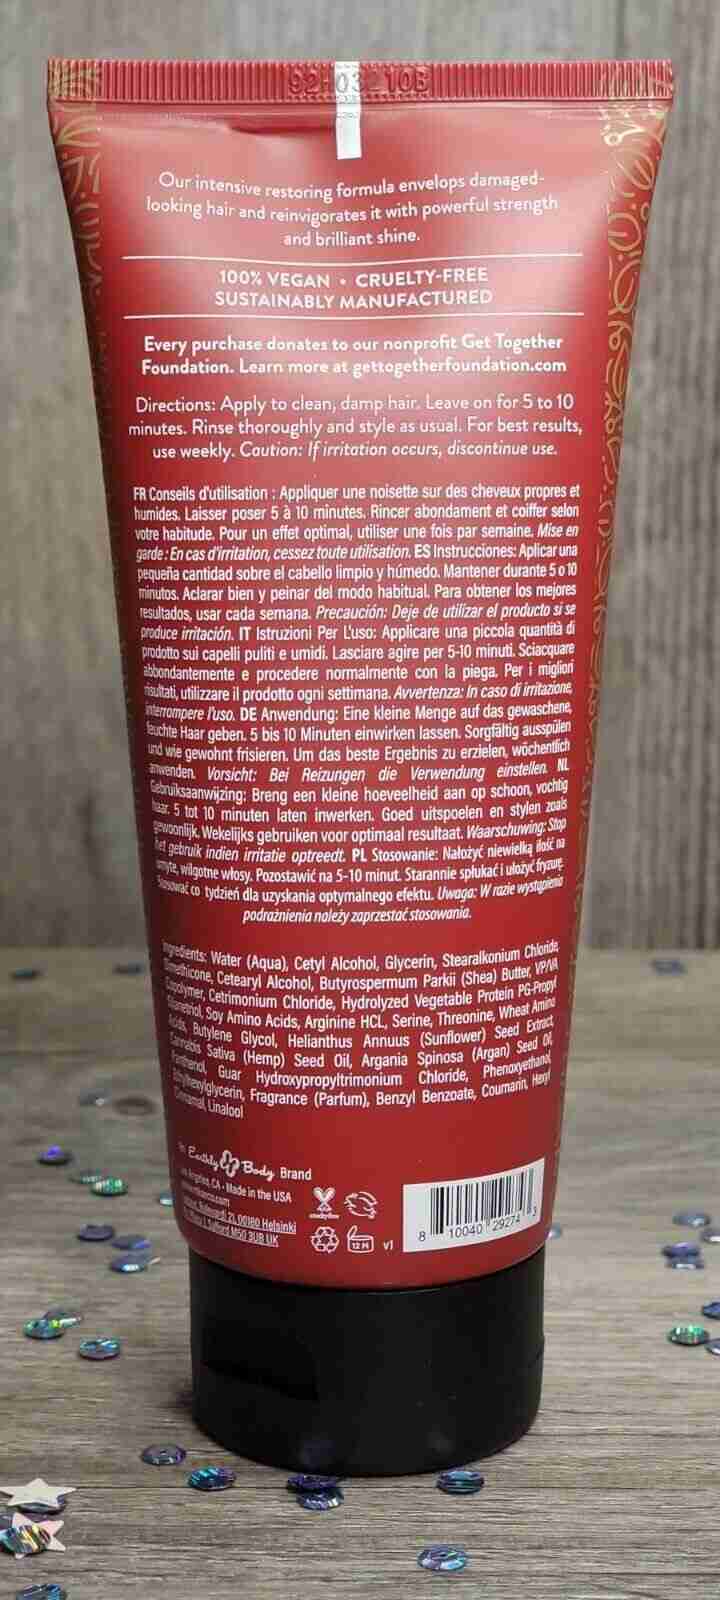 92H03210B
Our intensive restoring formula envelops damaged-
looking hair and reinvigorates it with powerful strength
and brilliant shine.
100% VEGAN • CRUELTY-FREE
SUSTAINABLY MANUFACTURED
Every purchase donates to our nonprofit Get Together
Foundation. Learn more at gettogetherfoundation.com
Directions: Apply to clean, damp hair. Leave on for 5 to 10
minutes. Rinse thoroughly and style as usual. For best results,
use weekly. Caution: If irritation occurs, discontinue use.
FR Conseils d'utilisation : Appliquer une noisette sur des cheveux propres et
humides. Laisser poser 5 à 10 minutes. Rincer abondament et coiffer selon
votre habitude. Pour un effet optimal, utiliser une fois par semaine. Mise en
garde : En cas d'irritation, cessez toute utilisation. ES Instrucciones: Aplicar una
pequeña cantidad sobre el cabello limpio y húmedo. Mantener durante 5 o 10
minutos. Aclarar bien y peinar del modo habitual. Para obtener los mejores
resultados, usar cada semana. Precaución: Deje de utilizar el producto si se
produce irritación. IT Istruzioni Per L'uso: Applicare una piccola quantità di
prodotto sui capelli puliti e umidi. Lasciare agire per 5-10 minuti. Sciacquare
abbondantemente e procedere normalmente con la piega. Per i migliori
risultati, utilizzare il prodotto ogni settimana. Avvertenza: In caso di irritazione,
interrompere l'uso. DE Anwendung: Eine kleine Menge auf das gewaschene,
feuchte Haar geben. 5 bis 10 Minuten einwirken lassen. Sorgfältig ausspülen
und wie gewohnt frisieren. Um das beste Ergebnis zu erzielen, wöchentlich
anwenden. Vorsicht: Bei Reizungen die Verwendung einstellen. NL
Gebruiksaanwijzing: Breng een kleine hoeveelheid aan op schoon, vochtig
haar. 5 tot 10 minuten laten inwerken. Goed uitspoelen en stylen zoals
gewoonlijk. Wekelijks gebruiken voor optimaal resultaat. Waarschuwing: Stop
het gebruik indien irritatie optreedt. PL Stosowanie: Nałożyć niewielką ilość na
umyte, wilgotne włosy. Pozostawić na 5-10 minut. Starannie spłukać i ułożyć fryzurę.
Stosować co tydzień dla uzyskania optymalnego efektu. Uwaga: W razie wystąpienia
podrażnienia należy zaprzestać stosowania.
Ingredients: Water (Aqua), Cetyl Alcohol, Glycerin, Stearalkonium Chloride,
Dimethicone, Cetearyl Alcohol, Butyrospermum Parkii (Shea) Butter, VP/VA
Copolymer, Cetrimonium Chloride, Hydrolyzed Vegetable Protein PG-Propyl
Silanetriol, Soy Amino Acids, Arginine HCL, Serine, Threonine, Wheat Amino
Acids, Butylene Glycol, Helianthus Annuus (Sunflower) Seed Extract,
Cannabis Sativa (Hemp) Seed Oil, Argania Spinosa (Argan) Seed Oil,
Panthenol, Guar Hydroxypropyltrimonium Chloride, Phenoxyethanol,
Ethylhexylglycerin, Fragrance (Parfum), Benzyl Benzoate, Coumarin, Hexyl
Cinnamal, Linalool
An Earthly Body Brand
Los Angeles, CA • Made in the USA
21, 00180 Helsinki
Salford M50 3UB UK
crueltyfree
12 M
v1
8 10040 29274 3